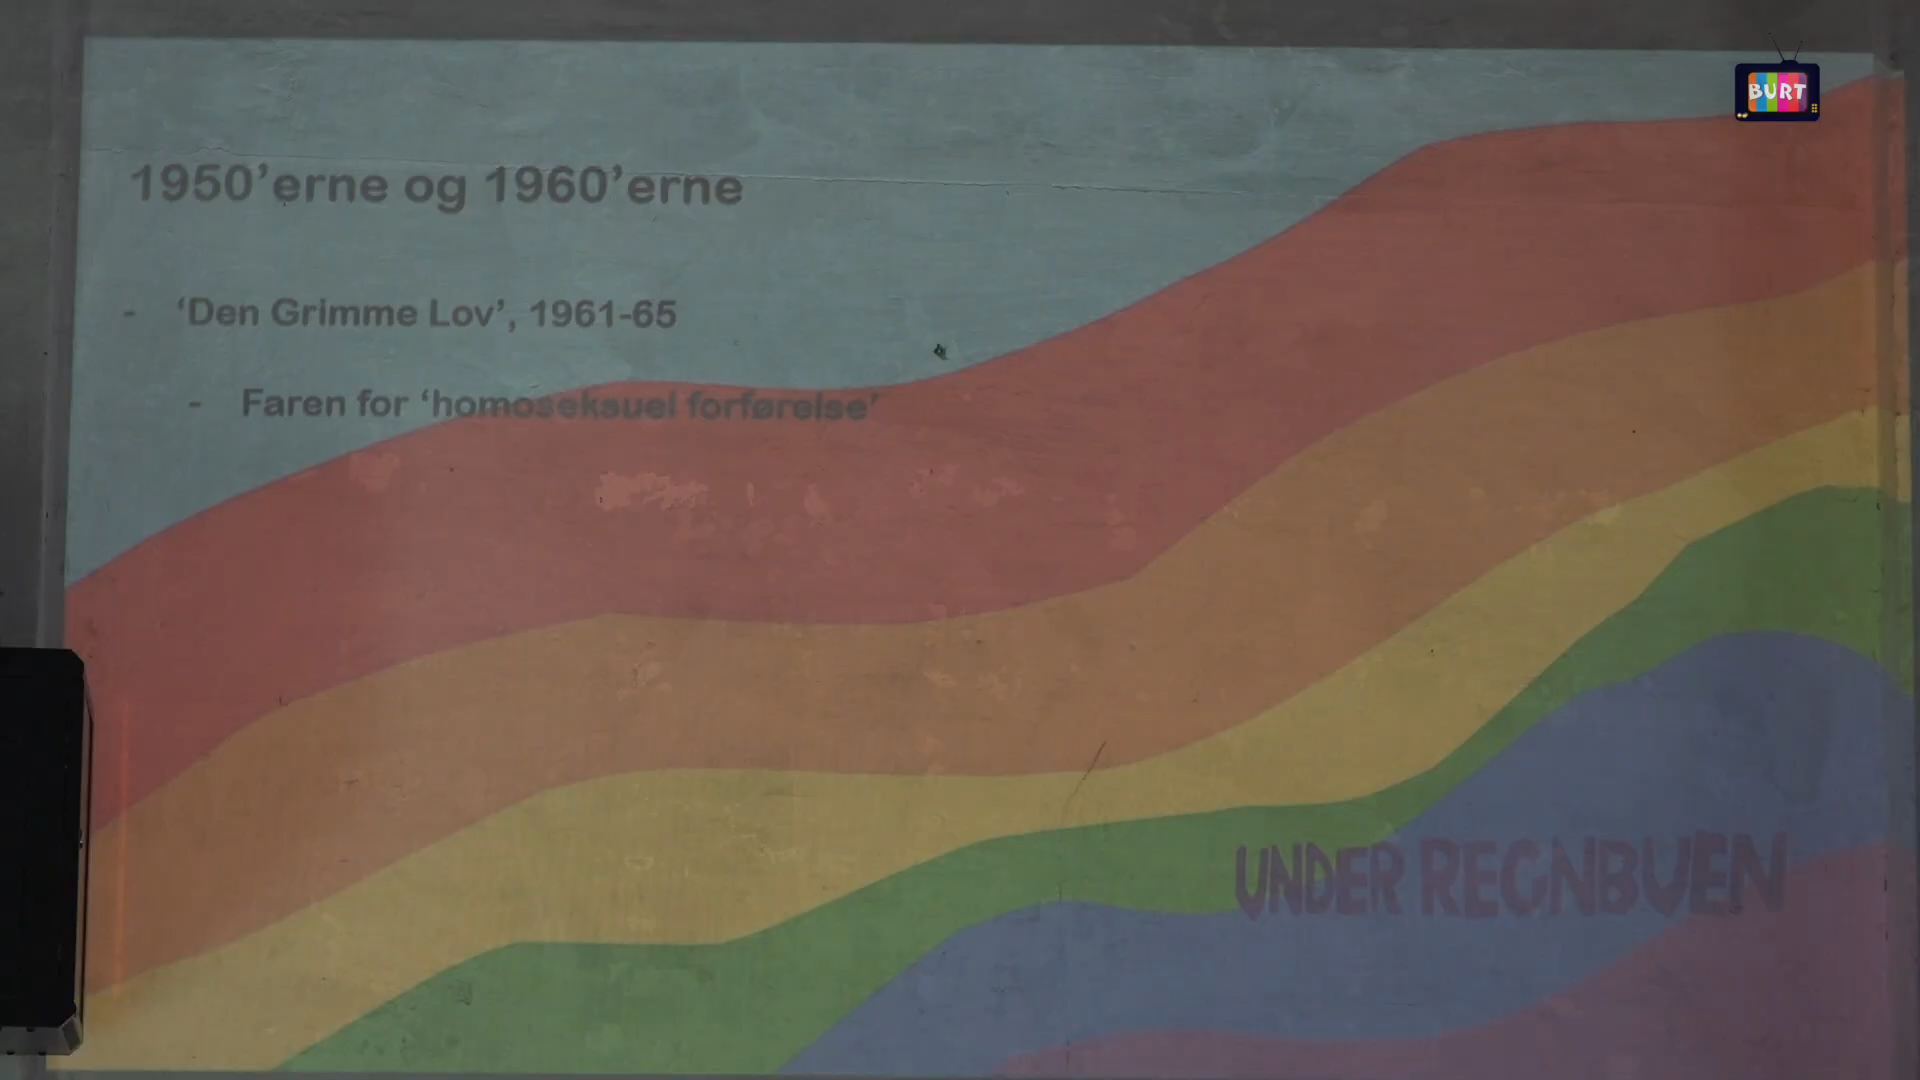 BURT
1950’erne og 1960’erne
- ‘Den Grimme Lov’, 1961-65
- Faren for ‘homoseksuel forførelse’
UNDER REGNBUEN